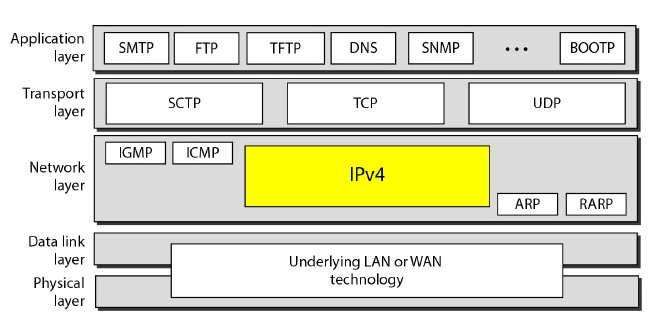 Application
layer
SMTP
FTP
TFTP
DNS
SNMP
...
BOOTP
Transport
layer
SCTP
TCP
UDP
Network
layer
IGMP
ICMP
IPv4
ARP
RARP
Data link
layer
Underlying LAN or WAN
technology
Physical
layer